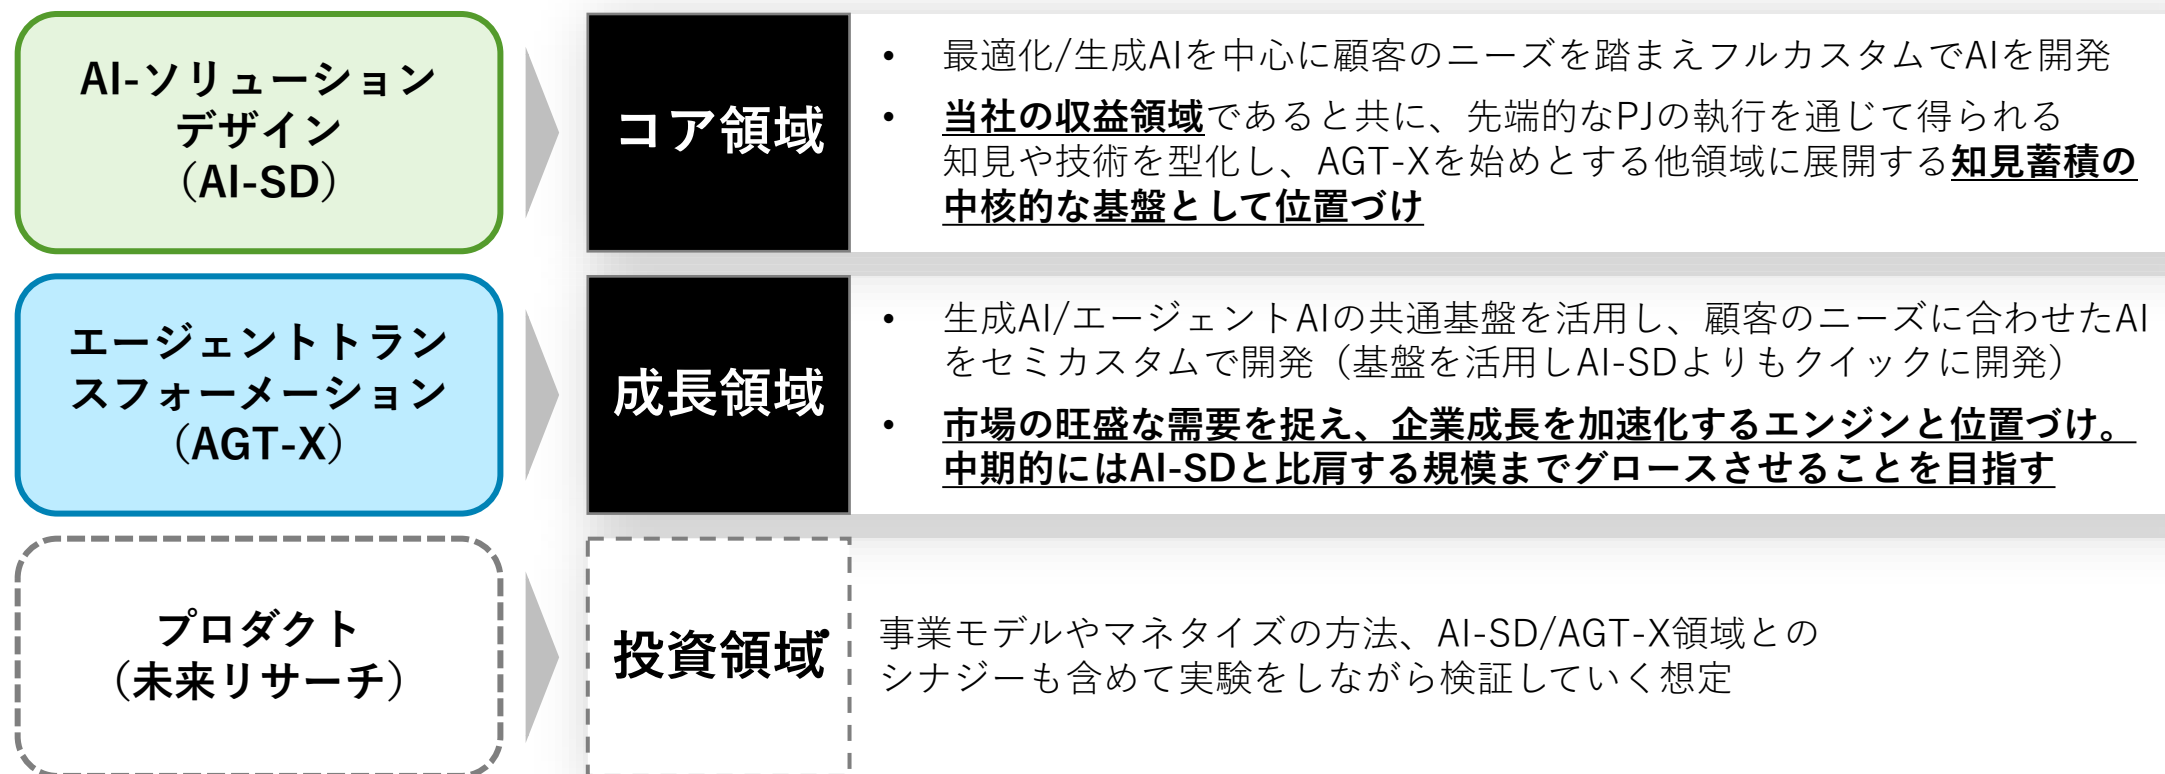 AI-ソリューション
デザイン
（AI-SD）
コア領域
• 最適化/生成AIを中心に顧客のニーズを踏まえフルカスタムでAIを開発
• 当社の収益領域であると共に、先端的なPJの執行を通じて得られる
知見や技術を型化し、AGT-Xを始めとする他領域に展開する知見蓄積の
中核的な基盤として位置づけ
エージェントトラン
スフォーメーション
（AGT-X）
成長領域
• 生成AI/エージェントAIの共通基盤を活用し、顧客のニーズに合わせたAI
をセミカスタムで開発（基盤を活用しAI-SDよりもクイックに開発）
• 市場の旺盛な需要を捉え、企業成長を加速化するエンジンと位置づけ。
中期的にはAI-SDと比肩する規模までグロースさせることを目指す
プロダクト
（未来リサーチ）
投資領域
• 事業モデルやマネタイズの方法、AI-SD/AGT-X領域との
シナジーも含めて実験をしながら検証していく想定